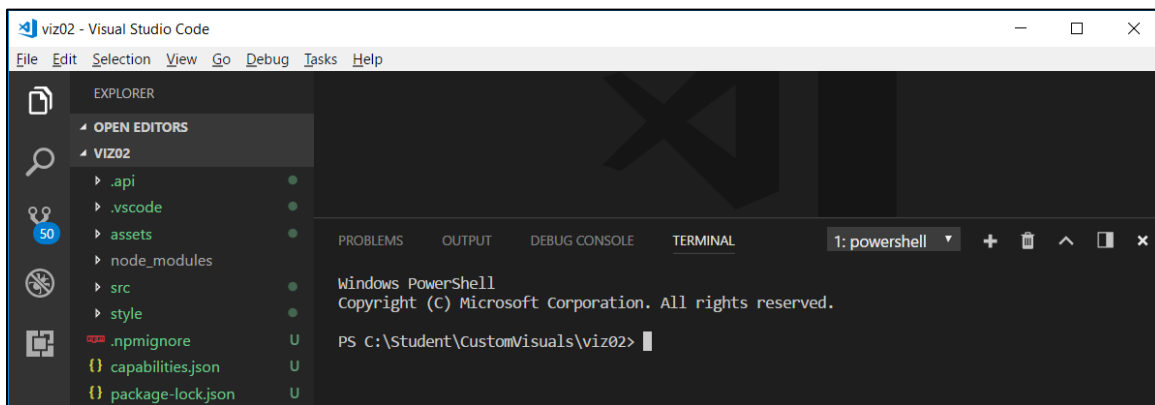 viz02 - Visual Studio Code
File Edit Selection View Go Debug Tasks Help
EXPLORER
OPEN EDITORS
VIZ02
.api
.vscode
assets
node_modules
src
style
npm .npmignore U
{} capabilities.json U
{} package-lock.json U
50
PROBLEMS OUTPUT DEBUG CONSOLE TERMINAL 1: powershell
Windows PowerShell
Copyright (C) Microsoft Corporation. All rights reserved.
PS C:\Student\CustomVisuals\viz02>